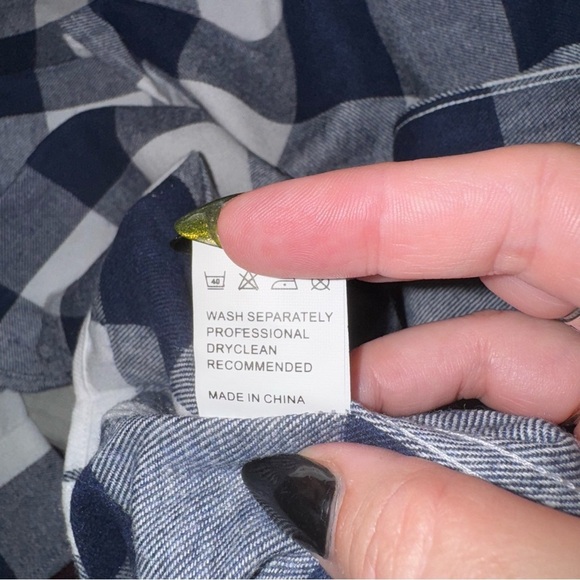 40
WASH SEPARATELY
PROFESSIONAL
DRYCLEAN
RECOMMENDED
MADE IN CHINA